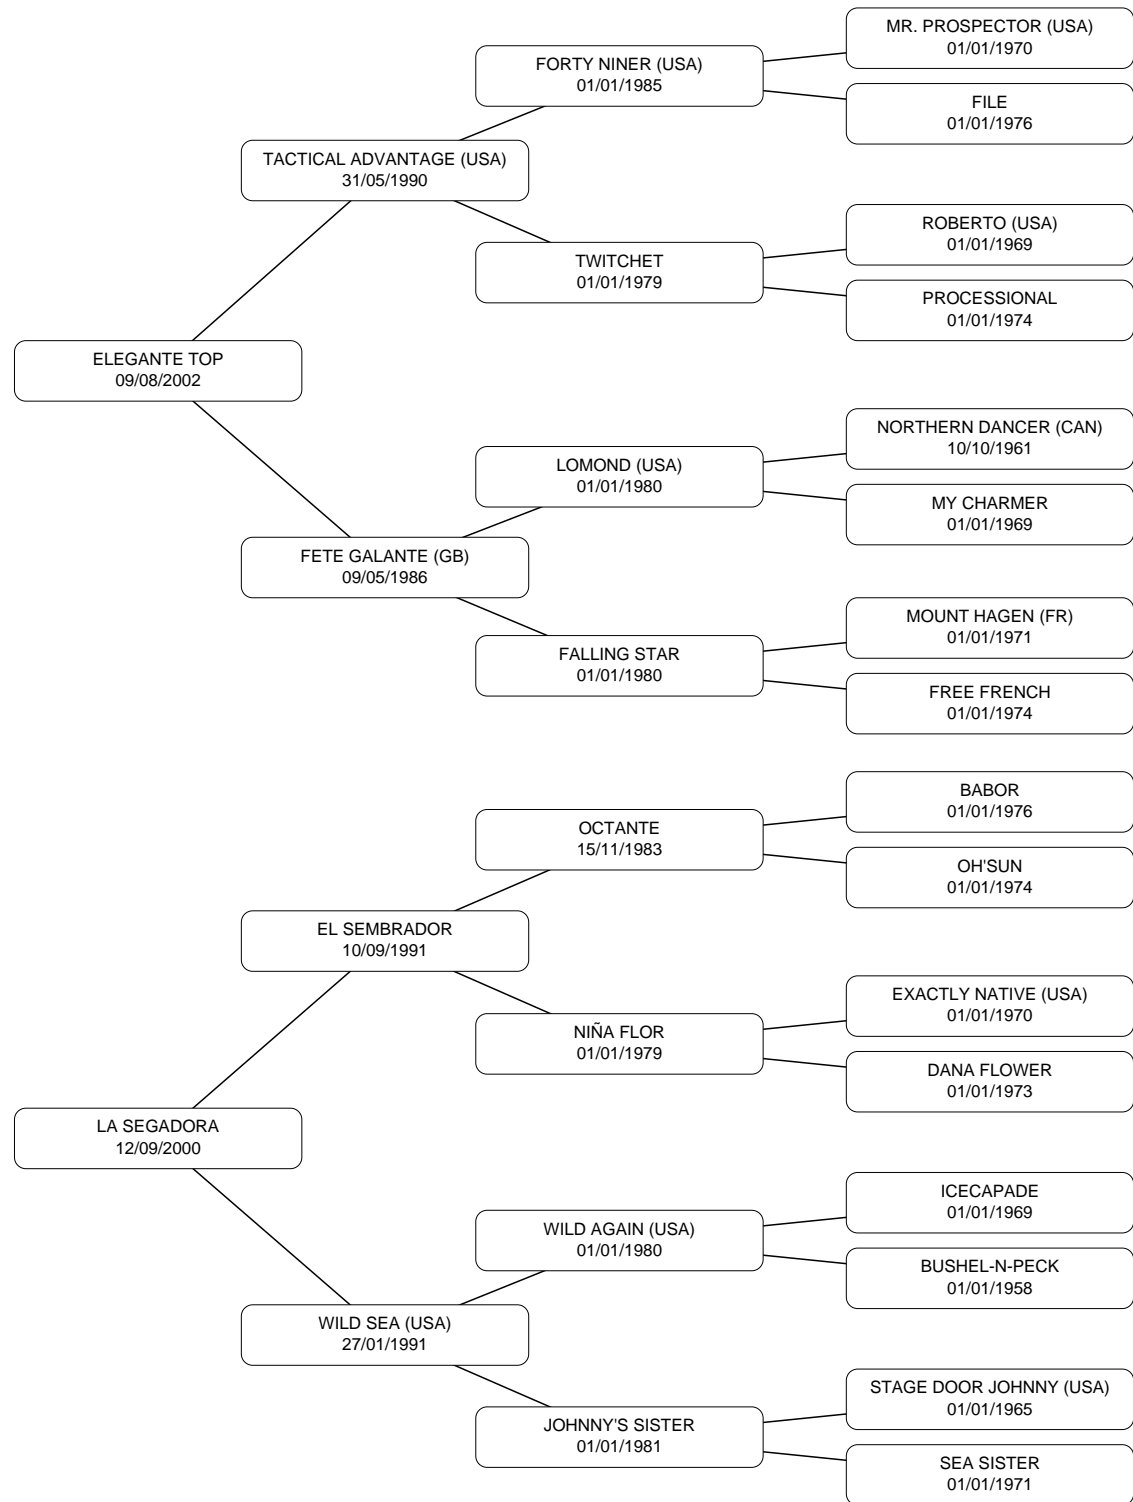 MR. PROSPECTOR (USA)
01/01/1970
FORTY NINER (USA)
01/01/1985
FILE
01/01/1976
TACTICAL ADVANTAGE (USA)
31/05/1990
ROBERTO (USA)
01/01/1969
TWITCHET
01/01/1979
PROCESSIONAL
01/01/1974
ELEGANTE TOP
09/08/2002
NORTHERN DANCER (CAN)
10/10/1961
LOMOND (USA)
01/01/1980
MY CHARMER
01/01/1969
FETE GALANTE (GB)
09/05/1986
MOUNT HAGEN (FR)
01/01/1971
FALLING STAR
01/01/1980
FREE FRENCH
01/01/1974
BABOR
01/01/1976
OCTANTE
15/11/1983
OH'SUN
01/01/1974
EL SEMBRADOR
10/09/1991
EXACTLY NATIVE (USA)
01/01/1970
NIÑA FLOR
01/01/1979
DANA FLOWER
01/01/1973
LA SEGADORA
12/09/2000
ICECAPADE
01/01/1969
WILD AGAIN (USA)
01/01/1980
BUSHEL-N-PECK
01/01/1958
WILD SEA (USA)
27/01/1991
STAGE DOOR JOHNNY (USA)
01/01/1965
JOHNNY'S SISTER
01/01/1981
SEA SISTER
01/01/1971